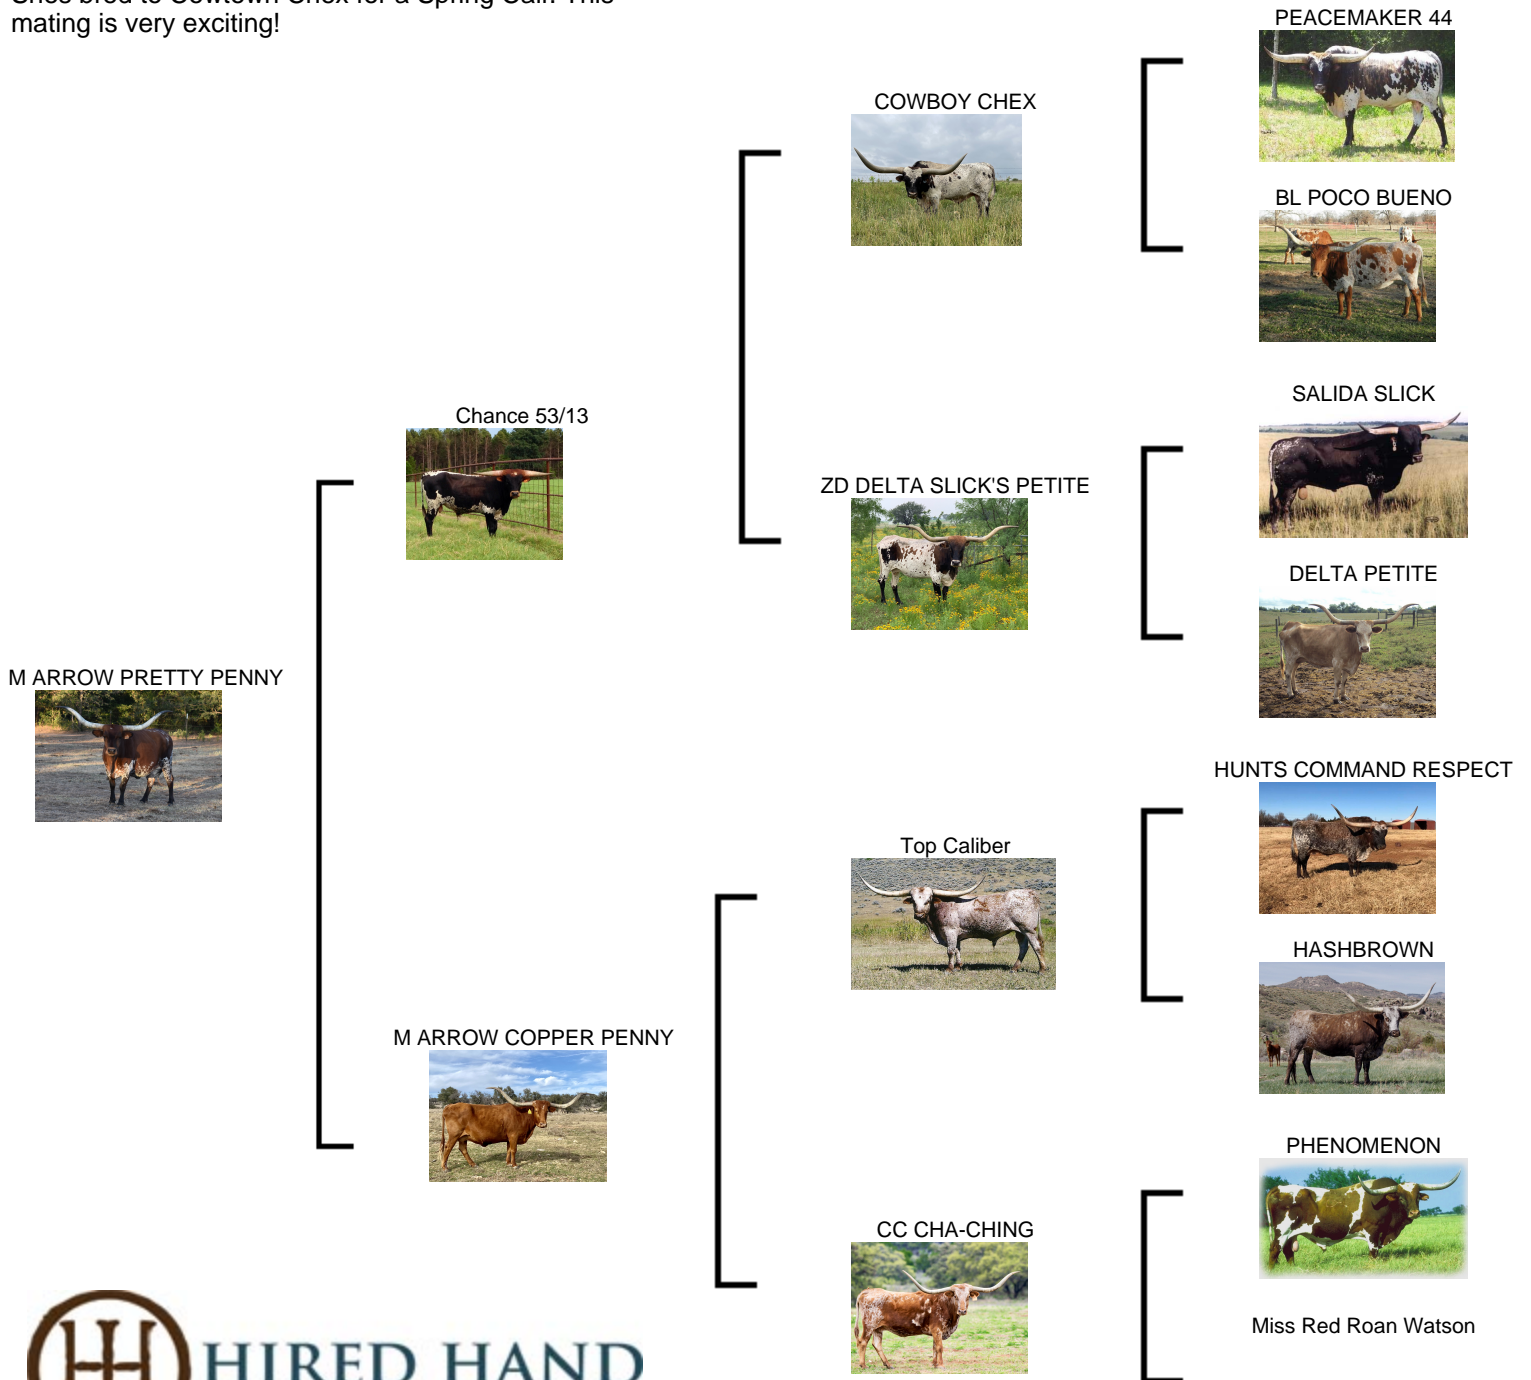 mating is very exciting!
PEACEMAKER 44
COWBOY CHEX
BL POCO BUENO
Chance 53/13
SALIDA SLICK
ZD DELTA SLICK'S PETITE
DELTA PETITE
M ARROW PRETTY PENNY
HUNTS COMMAND RESPECT
Top Caliber
HASHBROWN
M ARROW COPPER PENNY
PHENOMENON
CC CHA-CHING
Miss Red Roan Watson
HIRED HAND